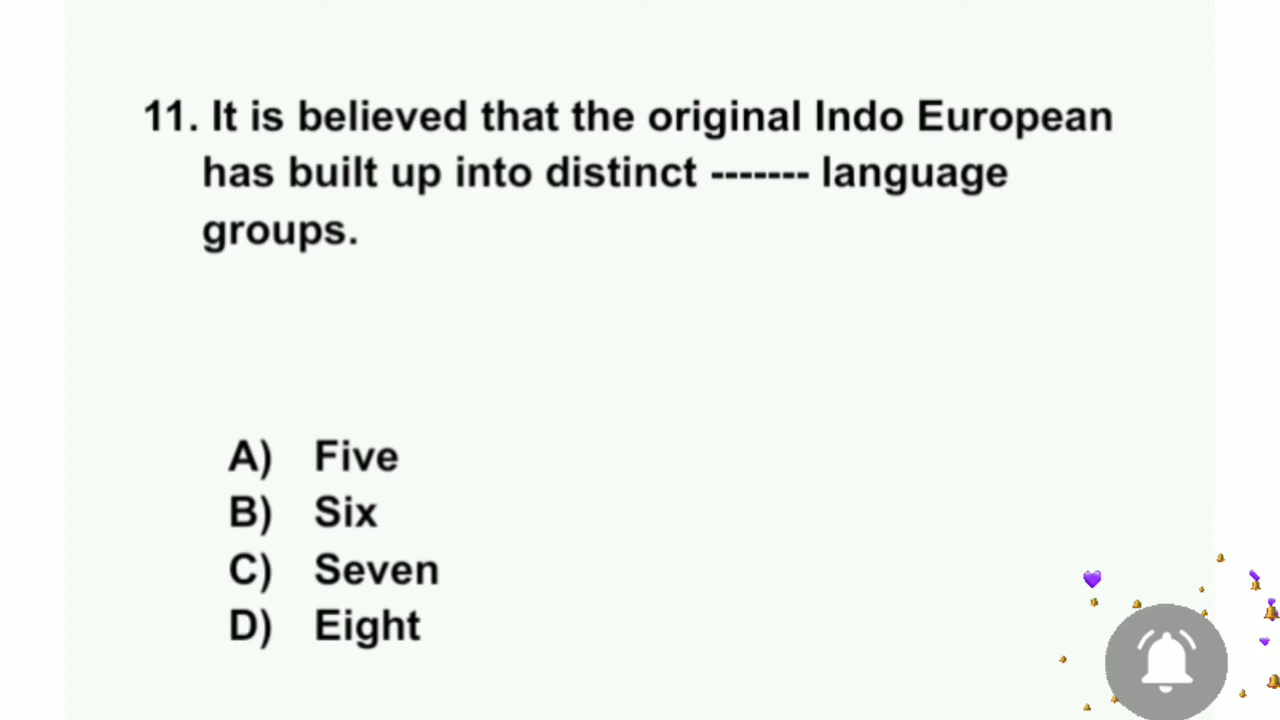 11. It is believed that the original Indo European
has built up into distinct ------- language
groups.
A) Five
B) Six
C) Seven
D) Eight